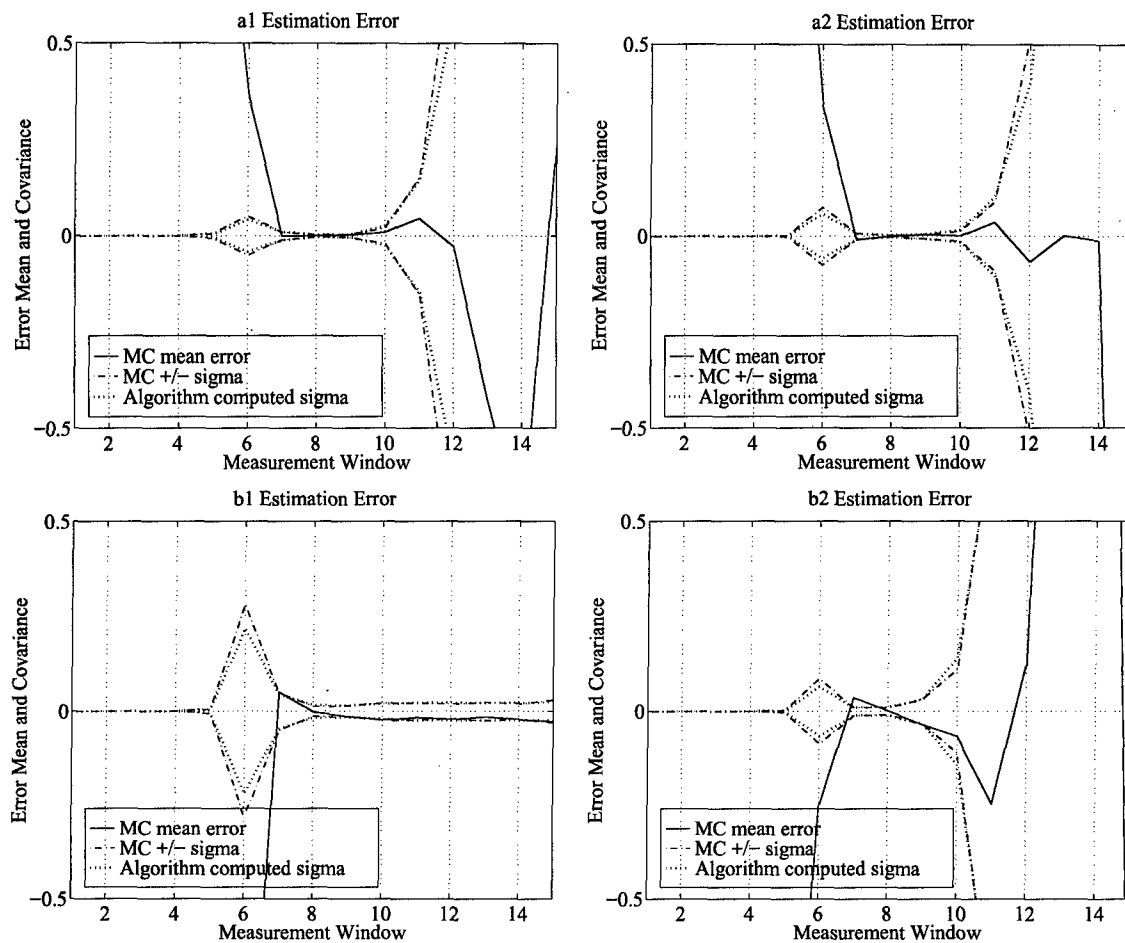 a1 Estimation Error
0.5
0
−0.5
Error Mean and Covariance
MC mean error
MC +/− sigma
Algorithm computed sigma
2 4 6 8 10 12 14
Measurement Window
a2 Estimation Error
0.5
0
−0.5
Error Mean and Covariance
MC mean error
MC +/− sigma
Algorithm computed sigma
2 4 6 8 10 12 14
Measurement Window
b1 Estimation Error
0.5
0
−0.5
Error Mean and Covariance
MC mean error
MC +/− sigma
Algorithm computed sigma
2 4 6 8 10 12 14
Measurement Window
b2 Estimation Error
0.5
0
−0.5
Error Mean and Covariance
MC mean error
MC +/− sigma
Algorithm computed sigma
2 4 6 8 10 12 14
Measurement Window